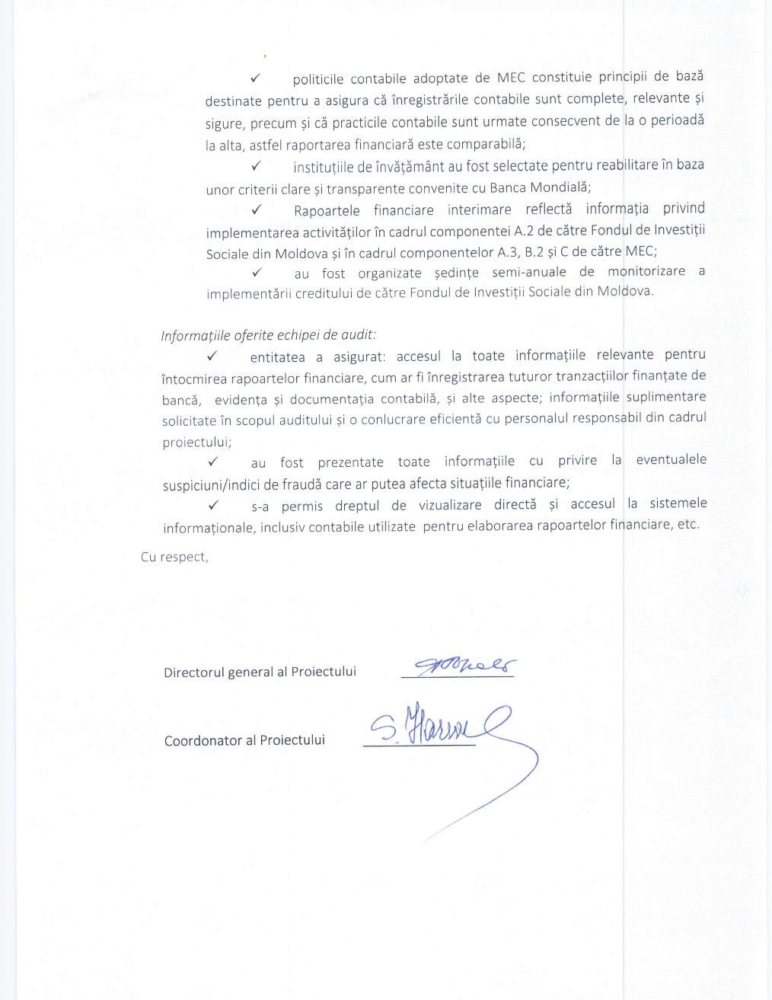 ✓ politicile contabile adoptate de MEC constituie principii de bază
destinate pentru a asigura că înregistrările contabile sunt complete, relevante și
sigure, precum și că practicile contabile sunt urmate consecvent de la o perioadă
la alta, astfel raportarea financiară este comparabilă;
✓ instituțiile de învățământ au fost selectate pentru reabilitare în baza
unor criterii clare și transparente convenite cu Banca Mondială;
✓ Rapoartele financiare interimare reflectă informația privind
implementarea activităților în cadrul componentei A.2 de către Fondul de Investiții
Sociale din Moldova și în cadrul componentelor A.3, B.2 și C de către MEC;
✓ au fost organizate ședințe semi-anuale de monitorizare a
implementării creditului de către Fondul de Investiții Sociale din Moldova.
Informațiile oferite echipei de audit:
✓ entitatea a asigurat: accesul la toate informațiile relevante pentru
întocmirea rapoartelor financiare, cum ar fi înregistrarea tuturor tranzacțiilor finanțate de
bancă, evidența și documentația contabilă, și alte aspecte; informațiile suplimentare
solicitate în scopul auditului și o conlucrare eficientă cu personalul responsabil din cadrul
proiectului;
✓ au fost prezentate toate informațiile cu privire la eventualele
suspiciuni/indici de fraudă care ar putea afecta situațiile financiare;
✓ s-a permis dreptul de vizualizare directă și accesul la sistemele
informaționale, inclusiv contabile utilizate pentru elaborarea rapoartelor financiare, etc.
Cu respect,
Directorul general al Proiectului
Coordonator al Proiectului